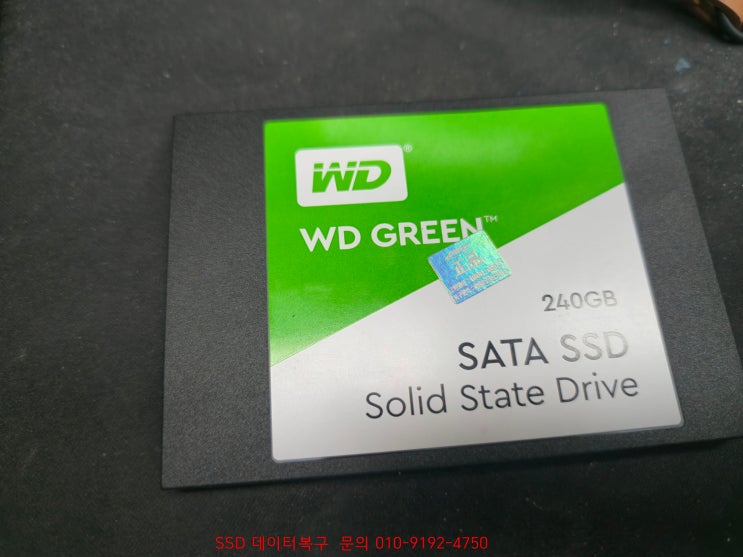 WD®
WD GREEN™
240GB
SATA SSD
Solid State Drive
SSD 데이터복구 문의 010-9192-4750